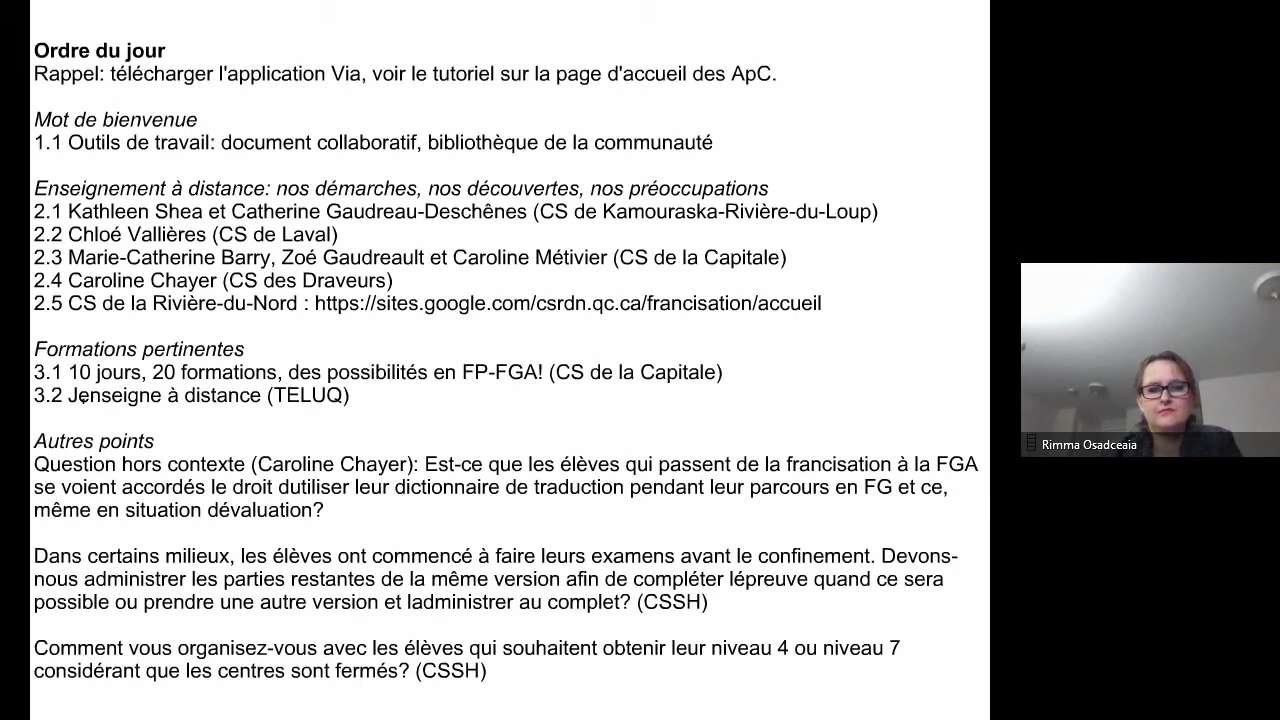 Ordre du jour
Rappel: télécharger l'application Via, voir le tutoriel sur la page d'accueil des ApC.
Mot de bienvenue
1.1 Outils de travail: document collaboratif, bibliothèque de la communauté
Enseignement à distance: nos démarches, nos découvertes, nos préoccupations
2.1 Kathleen Shea et Catherine Gaudreau-Deschênes (CS de Kamouraska-Rivière-du-Loup)
2.2 Chloé Vallières (CS de Laval)
2.3 Marie-Catherine Barry, Zoé Gaudreault et Caroline Métivier (CS de la Capitale)
2.4 Caroline Chayer (CS des Draveurs)
2.5 CS de la Rivière-du-Nord : https://sites.google.com/csrdn.qc.ca/francisation/accueil
Formations pertinentes
3.1 10 jours, 20 formations, des possibilités en FP-FGA! (CS de la Capitale)
3.2 Jenseigne à distance (TELUQ)
Autres points
Question hors contexte (Caroline Chayer): Est-ce que les élèves qui passent de la francisation à la FGA
se voient accordés le droit dutiliser leur dictionnaire de traduction pendant leur parcours en FG et ce,
même en situation dévaluation?
Dans certains milieux, les élèves ont commencé à faire leurs examens avant le confinement. Devons-
nous administrer les parties restantes de la même version afin de compléter lépreuve quand ce sera
possible ou prendre une autre version et ladministrer au complet? (CSSH)
Comment vous organisez-vous avec les élèves qui souhaitent obtenir leur niveau 4 ou niveau 7
considérant que les centres sont fermés? (CSSH)
Rimma Osadceaia